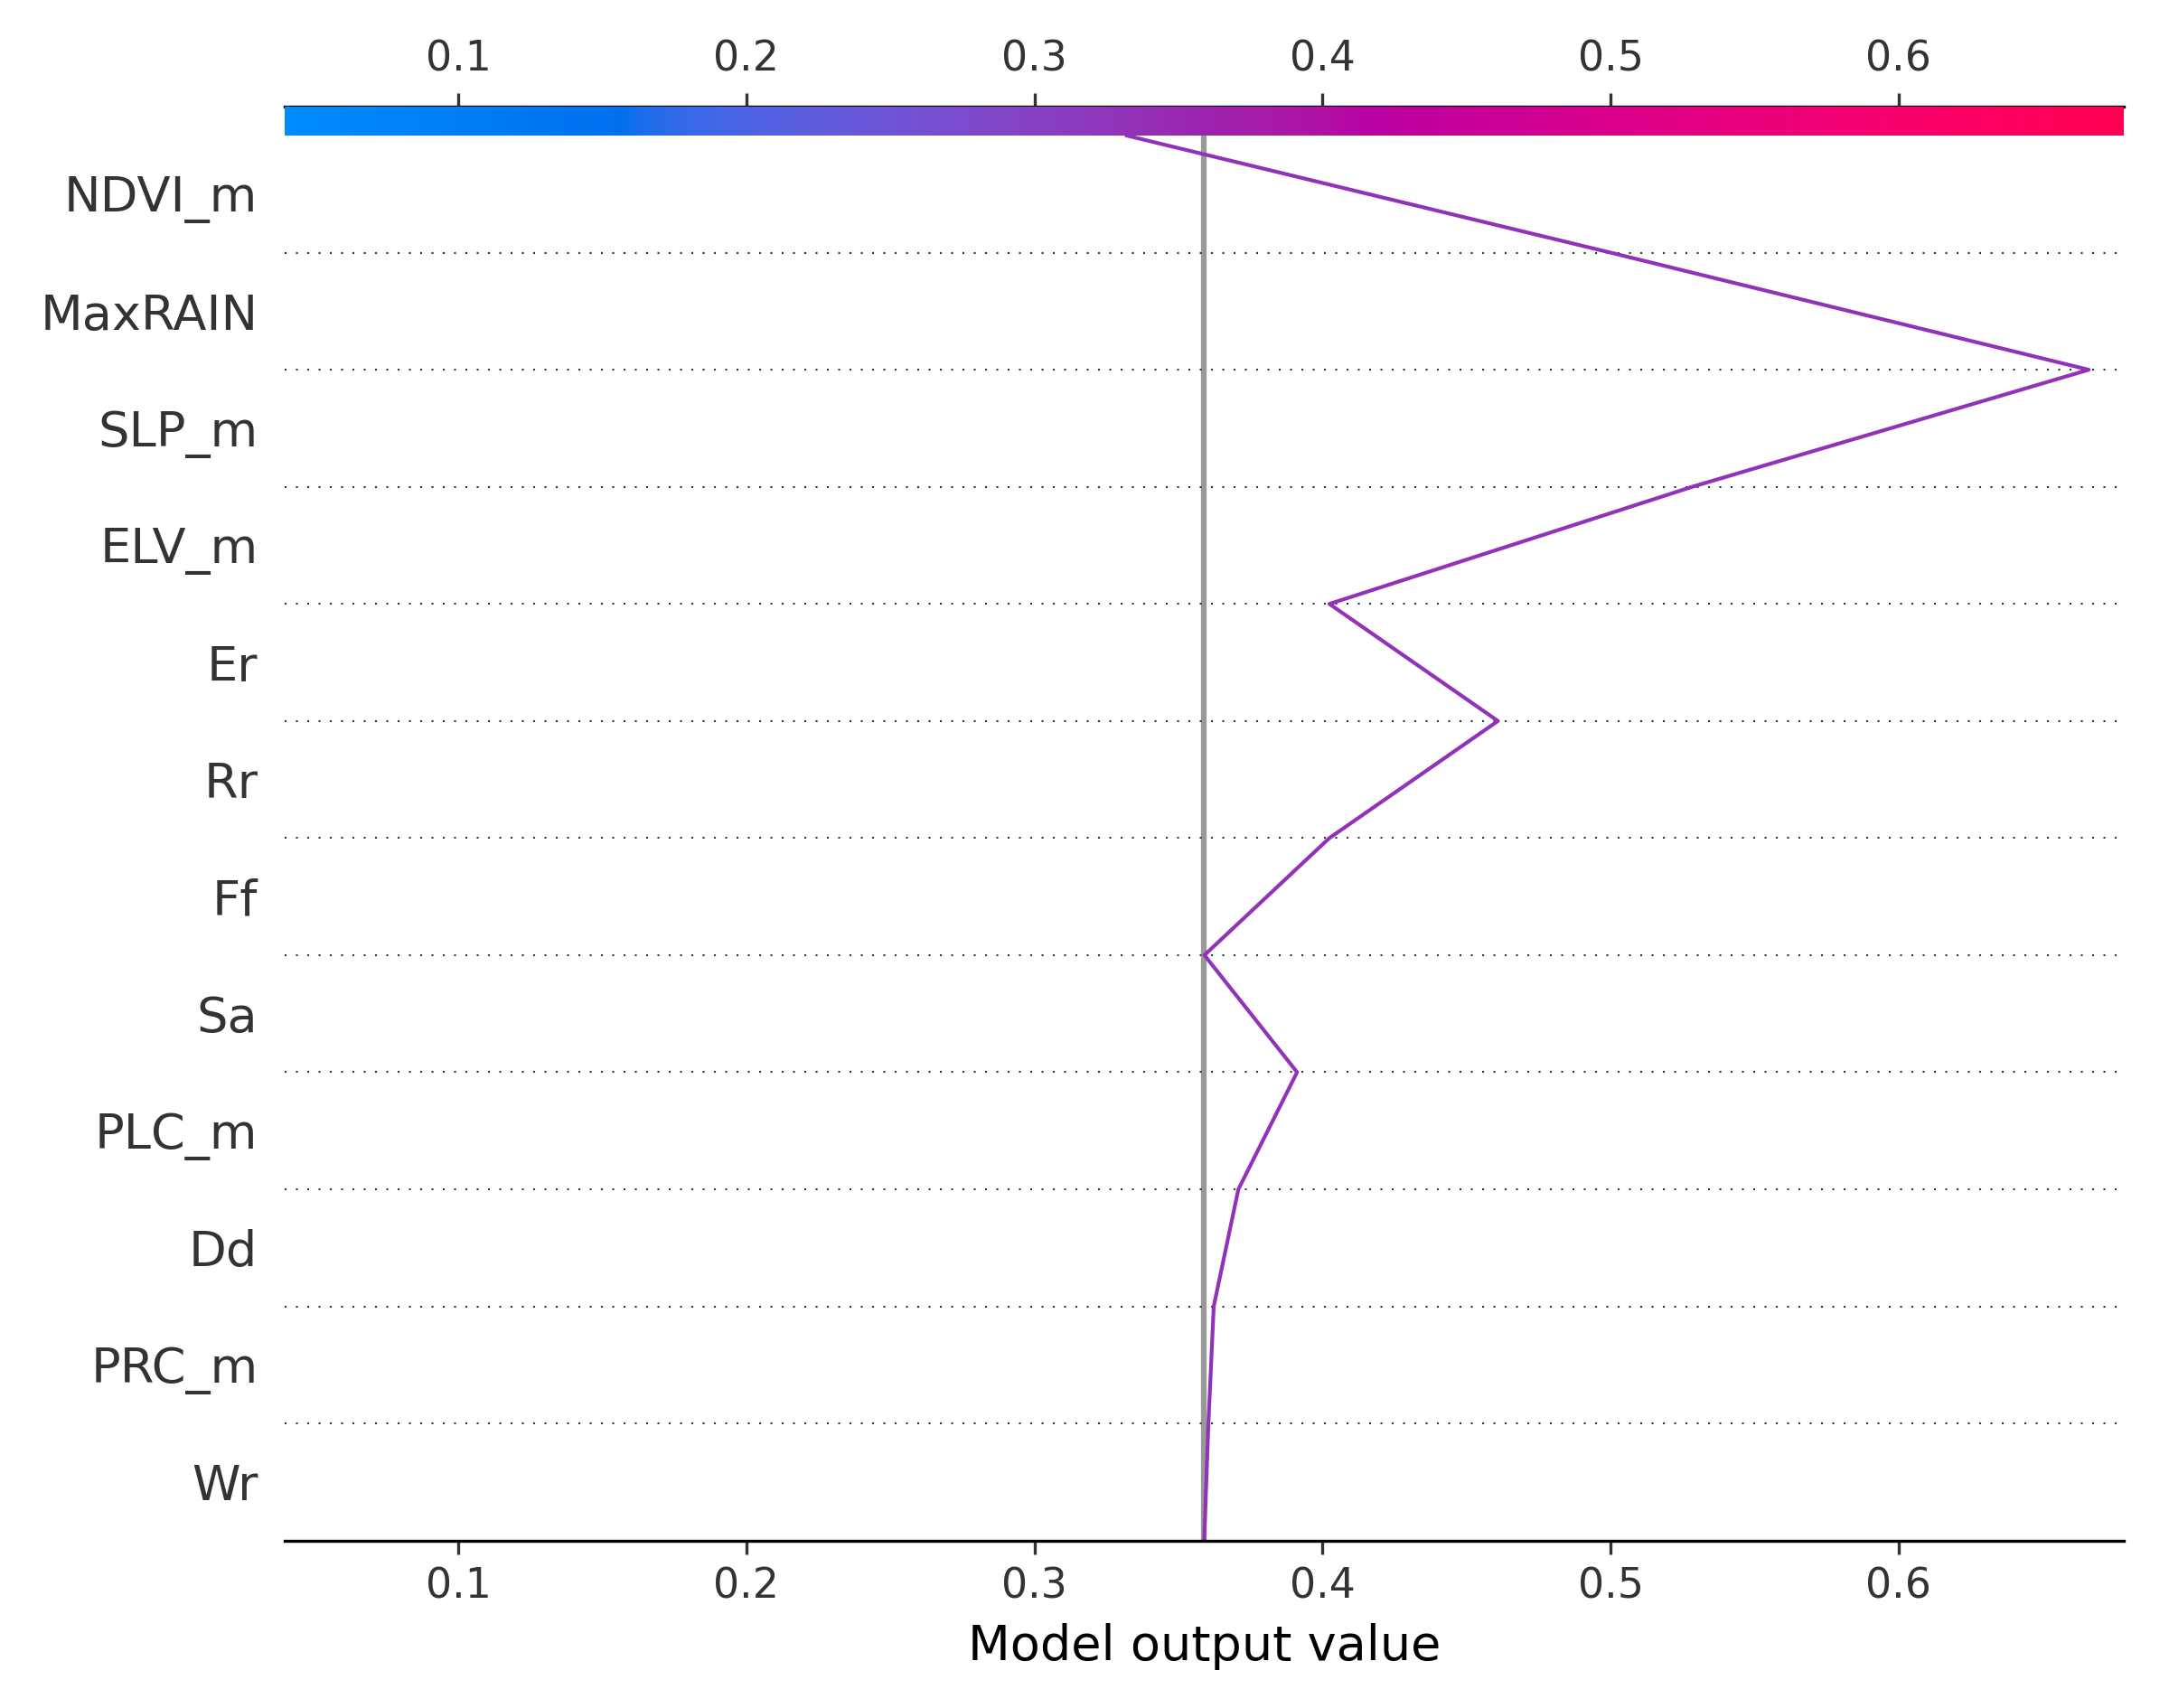 0.1 0.2 0.3 0.4 0.5 0.6
NDVI_m
MaxRAIN
SLP_m
ELV_m
Er
Rr
Ff
Sa
PLC_m
Dd
PRC_m
Wr
0.1 0.2 0.3 0.4 0.5 0.6
Model output value